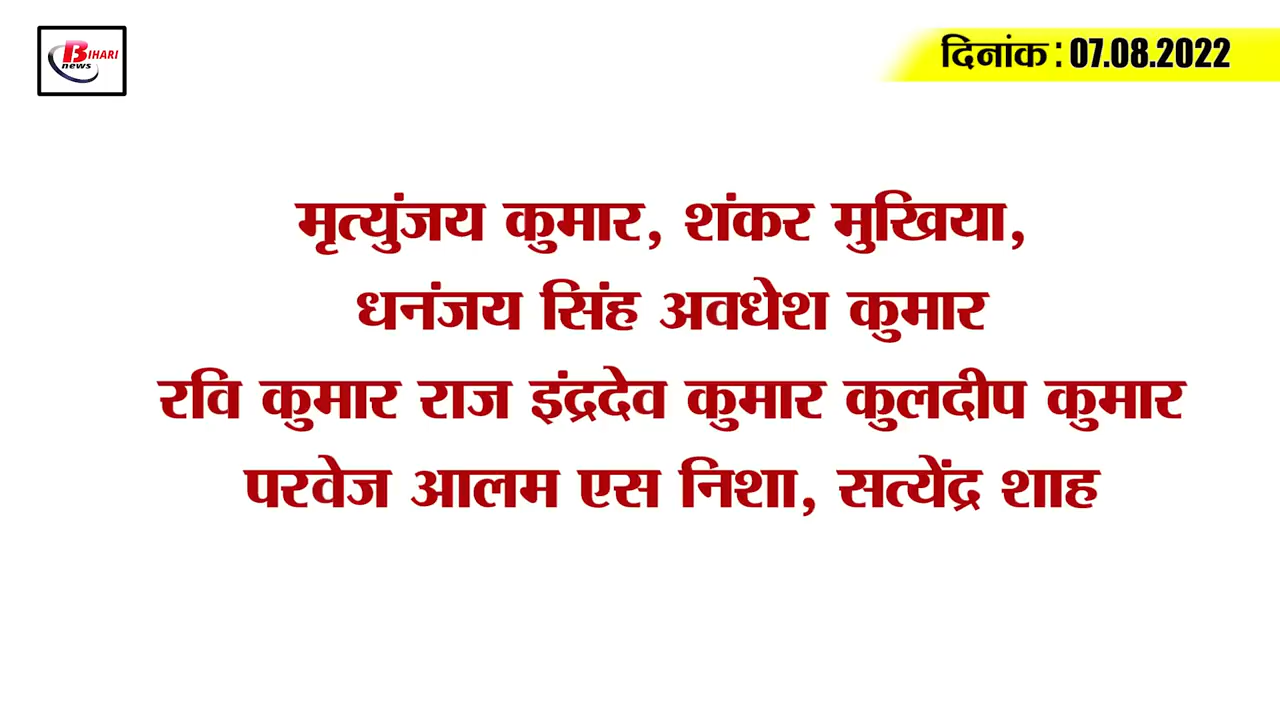 BIHARI
news
दिनांक : 07.08.2022
मृत्युंजय कुमार, शंकर मुखिया,
धनंजय सिंह अवधेश कुमार
रवि कुमार राज इंद्रदेव कुमार कुलदीप कुमार
परवेज आलम एस निशा, सत्येंद्र शाह